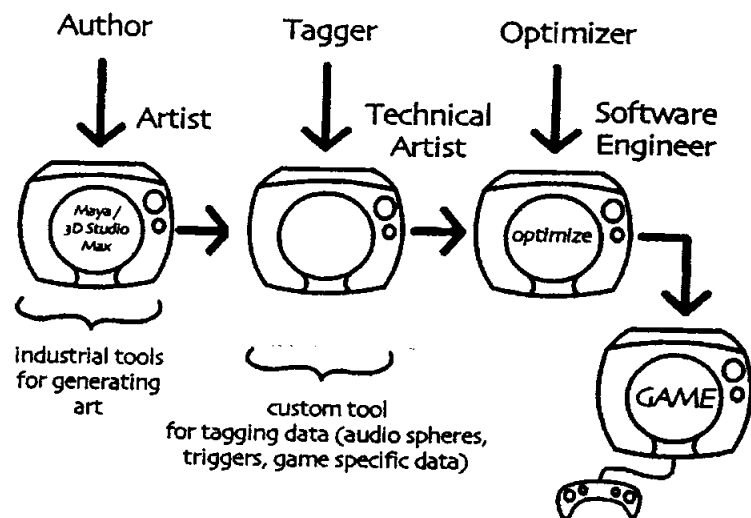 Author
Tagger
Optimizer
Artist
Technical
Artist
Software
Engineer
Maya /
3D Studio
Max
optimize
industrial tools
for generating
art
custom tool
for tagging data (audio spheres,
triggers, game specific data)
GAME